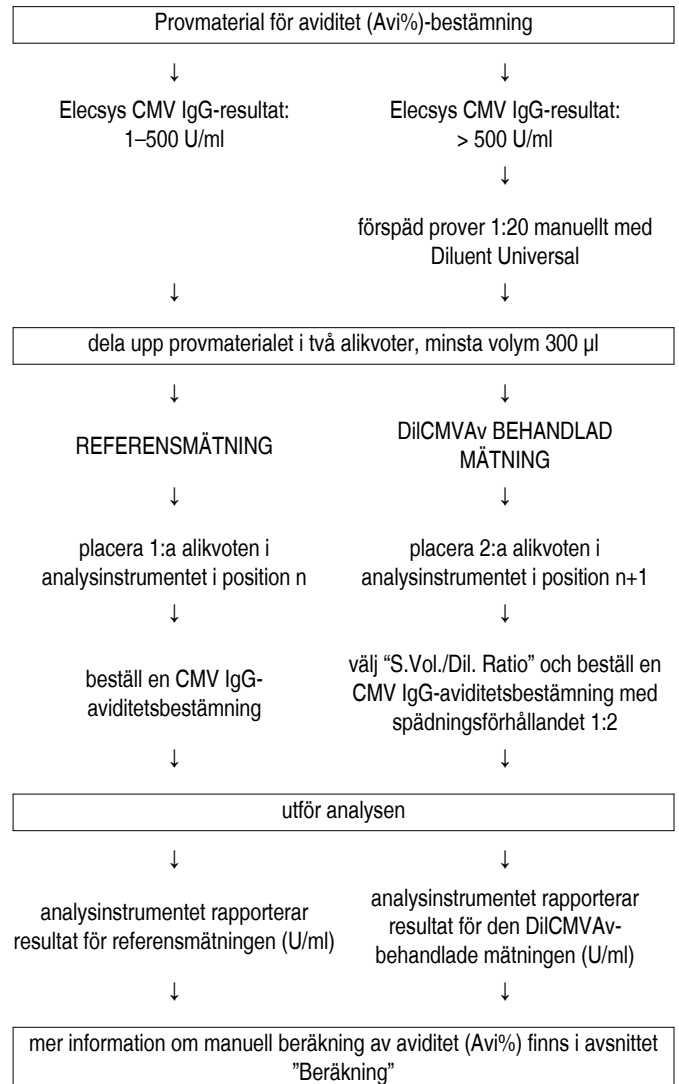 Provmaterial för aviditet (Avi%)-bestämning
↓ ↓
Elecsys CMV IgG-resultat:
1–500 U/ml
Elecsys CMV IgG-resultat:
> 500 U/ml
↓
förspäd prover 1:20 manuellt med
Diluent Universal
↓ ↓
dela upp provmaterialet i två alikvoter, minsta volym 300 µl
↓ ↓
REFERENSMÄTNING
DilCMVAv BEHANDLAD
MÄTNING
↓ ↓
placera 1:a alikvoten i
analysinstrumentet i position n
placera 2:a alikvoten i
analysinstrumentet i position n+1
↓ ↓
beställ en CMV IgG-
aviditetsbestämning
välj “S.Vol./Dil. Ratio” och beställ en
CMV IgG-aviditetsbestämning med
spädningsförhållandet 1:2
↓ ↓
utför analysen
↓ ↓
analysinstrumentet rapporterar
resultat för referensmätningen (U/ml)
analysinstrumentet rapporterar
resultat för den DilCMVAv-
behandlade mätningen (U/ml)
↓ ↓
mer information om manuell beräkning av aviditet (Avi%) finns i avsnittet
”Beräkning”